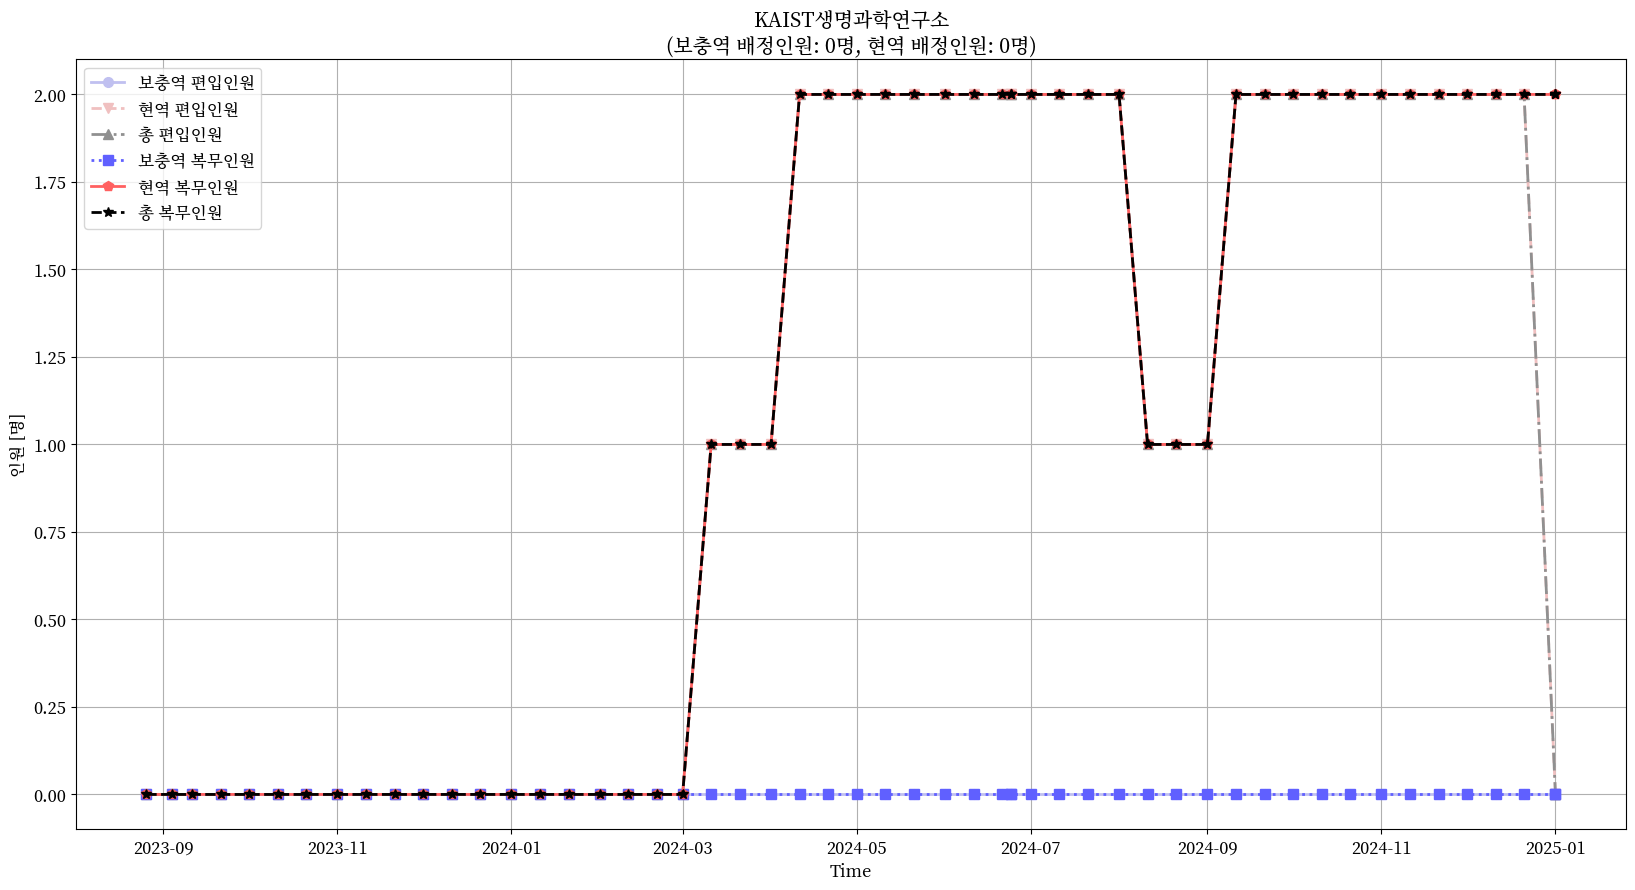 KAIST생명과학연구소
(보충역 배정인원: 0명, 현역 배정인원: 0명)
보충역 편입인원
현역 편입인원
총 편입인원
보충역 복무인원
현역 복무인원
총 복무인원
2.00
1.75
1.50
1.25
1.00
0.75
0.50
0.25
0.00
인원 [명]
2023-09
2023-11
2024-01
2024-03
2024-05
2024-07
2024-09
2024-11
2025-01
Time